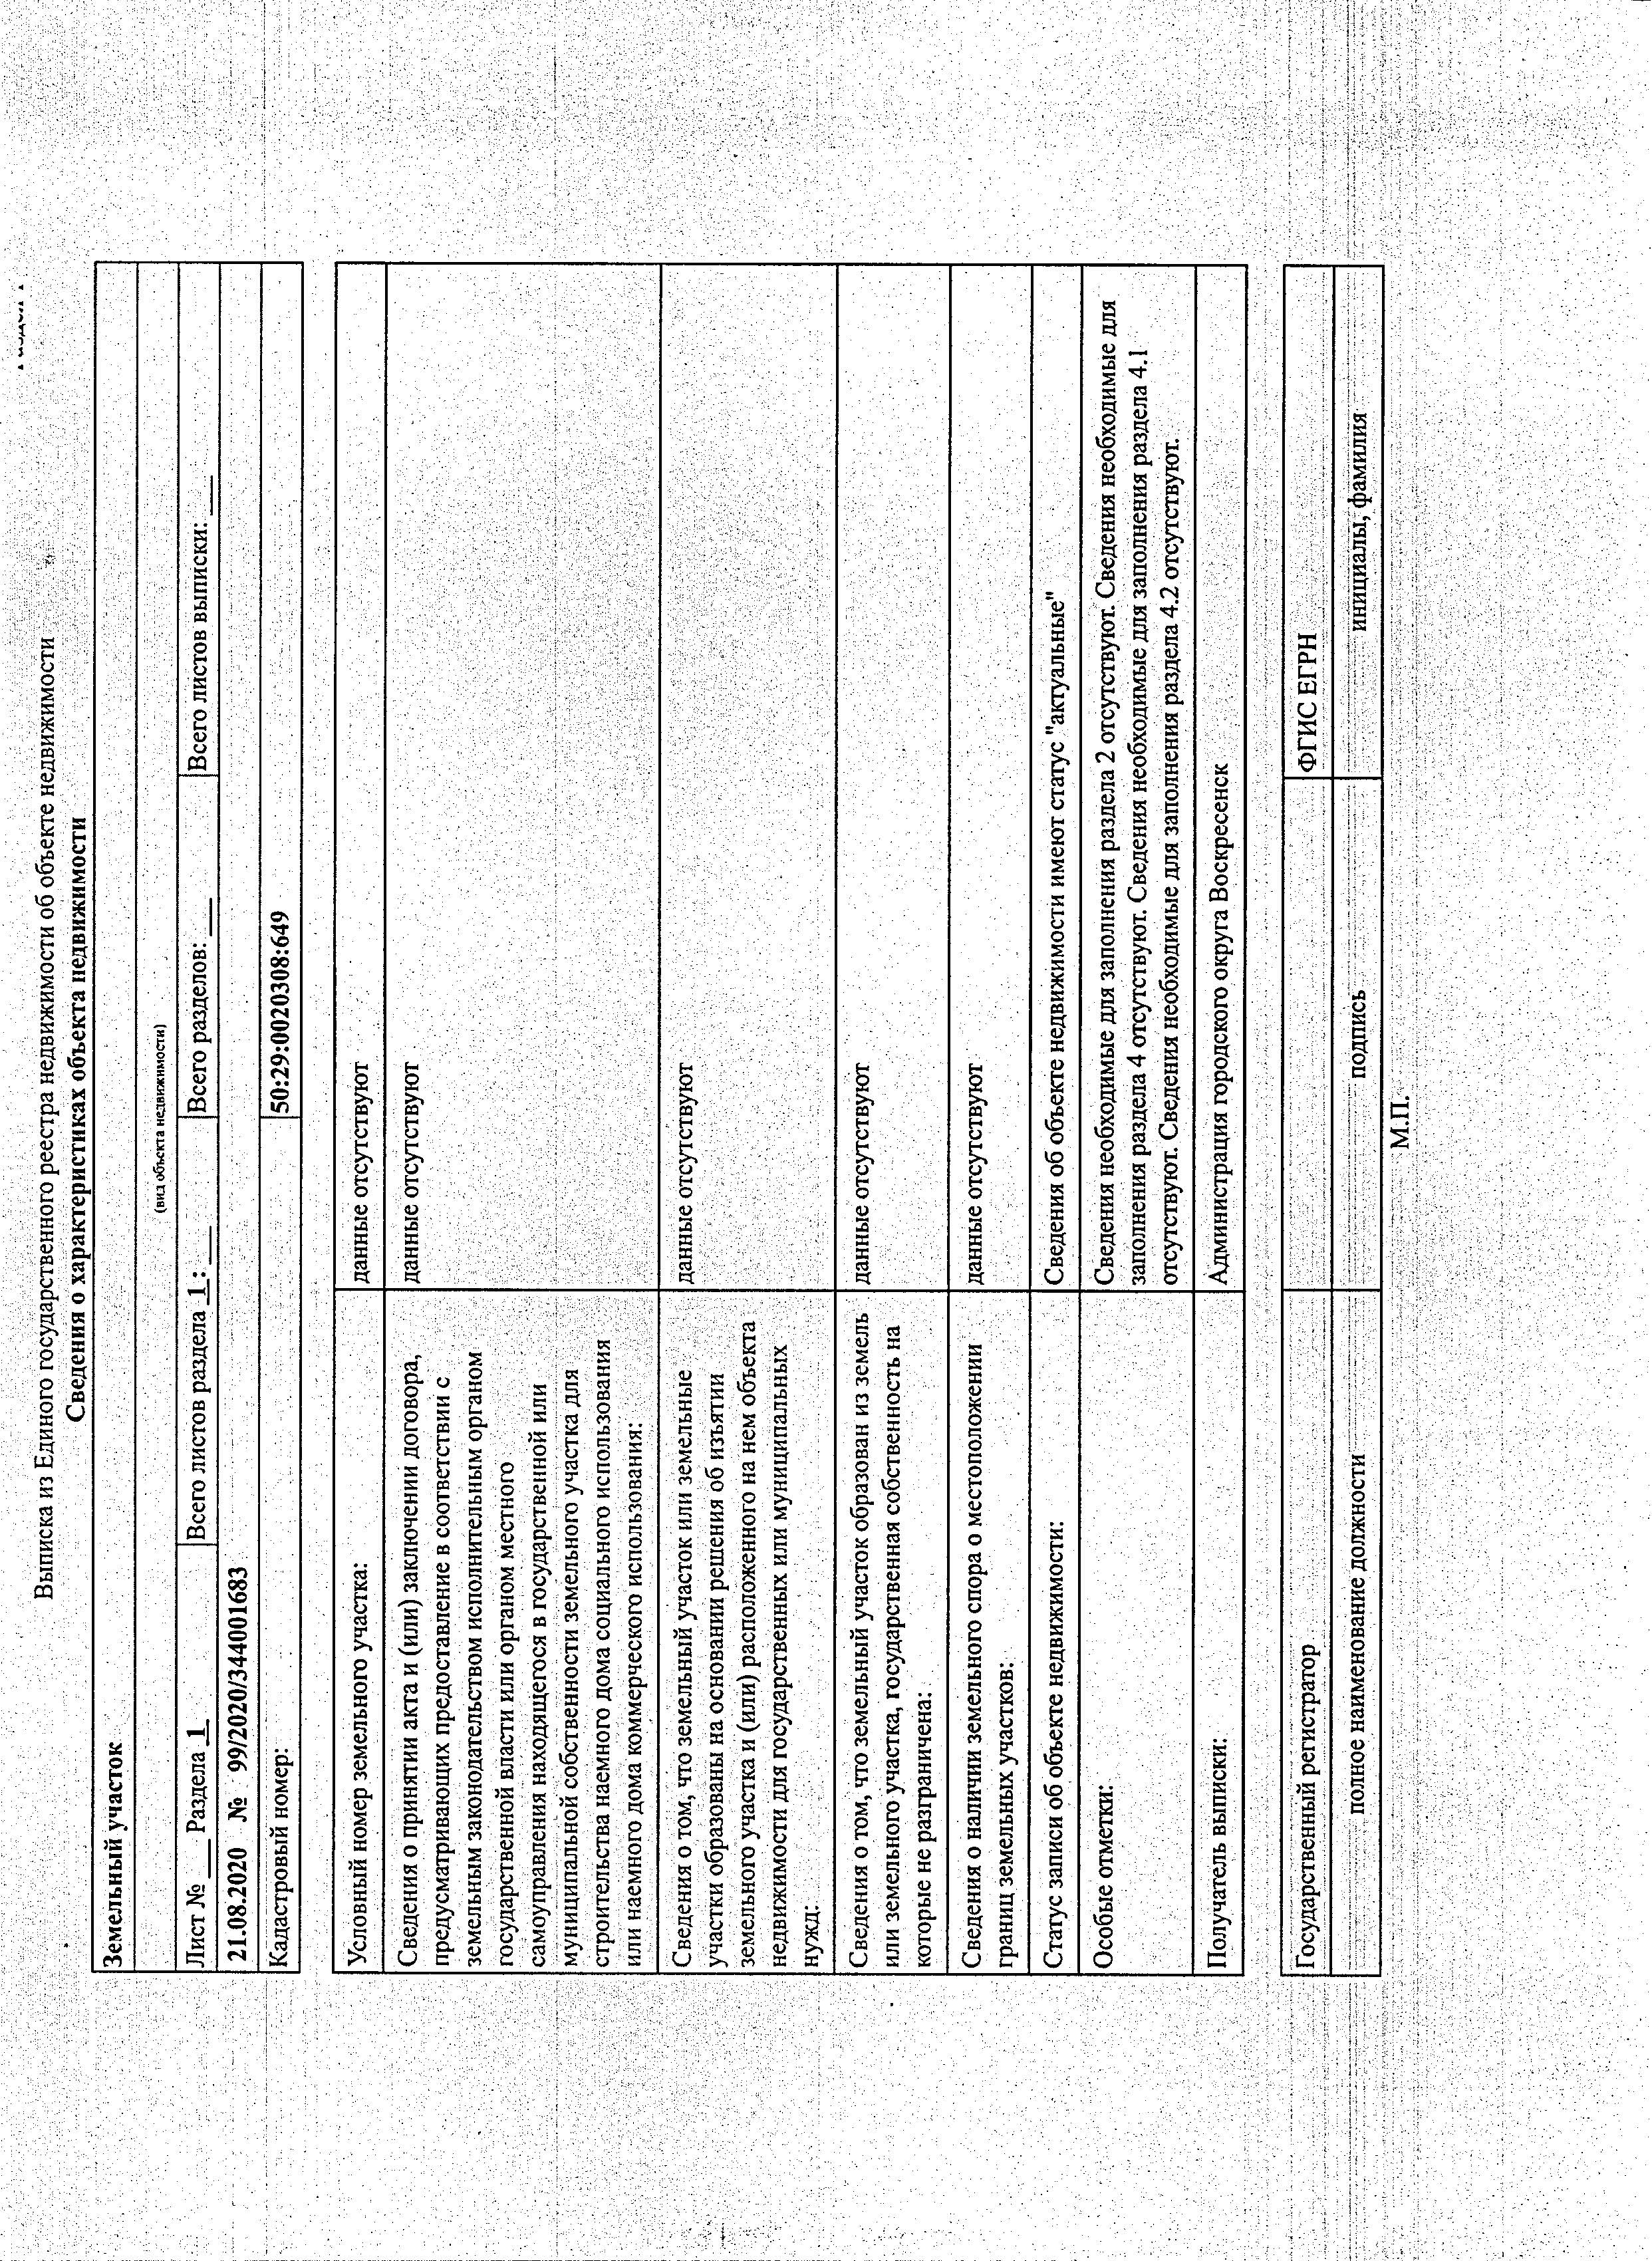 Выписка из Единого государственного реестра недвижимости об объекте недвижимости
Сведения о характеристиках объекта недвижимости
Земельный участок
(вид объекта недвижимости)
Лист № ___ Раздела 1 Всего листов раздела 1: ___ Всего разделов: ___ Всего листов выписки: ___
21.08.2020 № 99/2020/344001683
Кадастровый номер: 50:29:0020308:649
Условный номер земельного участка: данные отсутствуют
Сведения о принятии акта и (или) заключении договора, данные отсутствуют
предусматривающих предоставление в соответствии с
земельным законодательством исполнительным органом
государственной власти или органом местного
самоуправления находящегося в государственной или
муниципальной собственности земельного участка для
строительства наемного дома социального использования
или наемного дома коммерческого использования:
Сведения о том, что земельный участок или земельные данные отсутствуют
участки образованы на основании решения об изъятии
земельного участка и (или) расположенного на нем объекта
недвижимости для государственных или муниципальных
нужд:
Сведения о том, что земельный участок образован из земель данные отсутствуют
или земельного участка, государственная собственность на
которые не разграничена:
Сведения о наличии земельного спора о местоположении данные отсутствуют
границ земельных участков:
Статус записи об объекте недвижимости: Сведения об объекте недвижимости имеют статус "актуальные"
Особые отметки: Сведения необходимые для заполнения раздела 2 отсутствуют. Сведения необходимые для
заполнения раздела 4 отсутствуют. Сведения необходимые для заполнения раздела 4.1
отсутствуют. Сведения необходимые для заполнения раздела 4.2 отсутствуют.
Получатель выписки: Администрация городского округа Воскресенск
Государственный регистратор ФГИС ЕГРН
полное наименование должности подпись инициалы, фамилия
М.П.